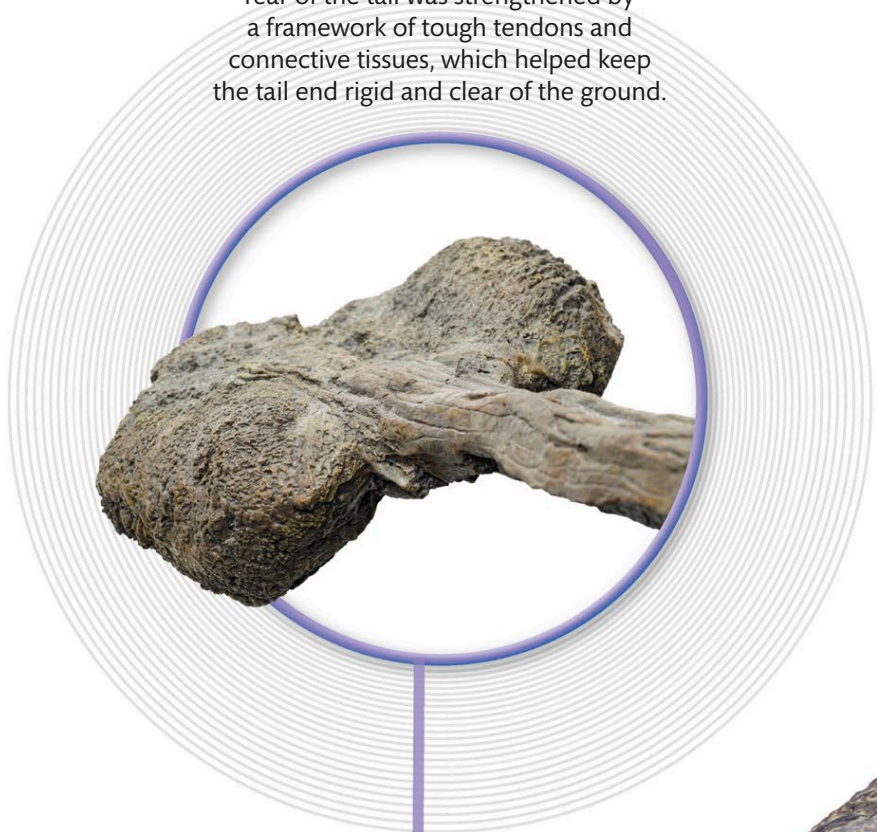 rear of the tail was strengthened by
a framework of tough tendons and
connective tissues, which helped keep
the tail end rigid and clear of the ground.